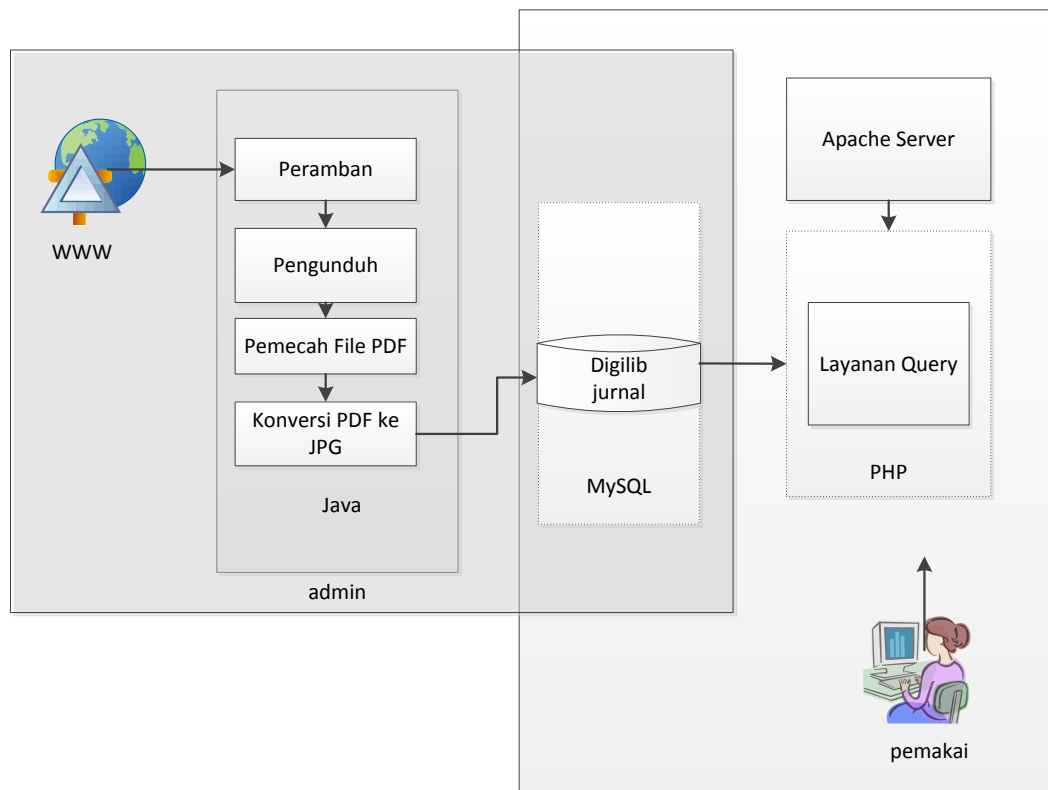 WWW
Peramban
Pengunduh
Pemecah File PDF
Konversi PDF ke
JPG
Java
admin
Digilib
jurnal
MySQL
Apache Server
Layanan Query
PHP
pemakai